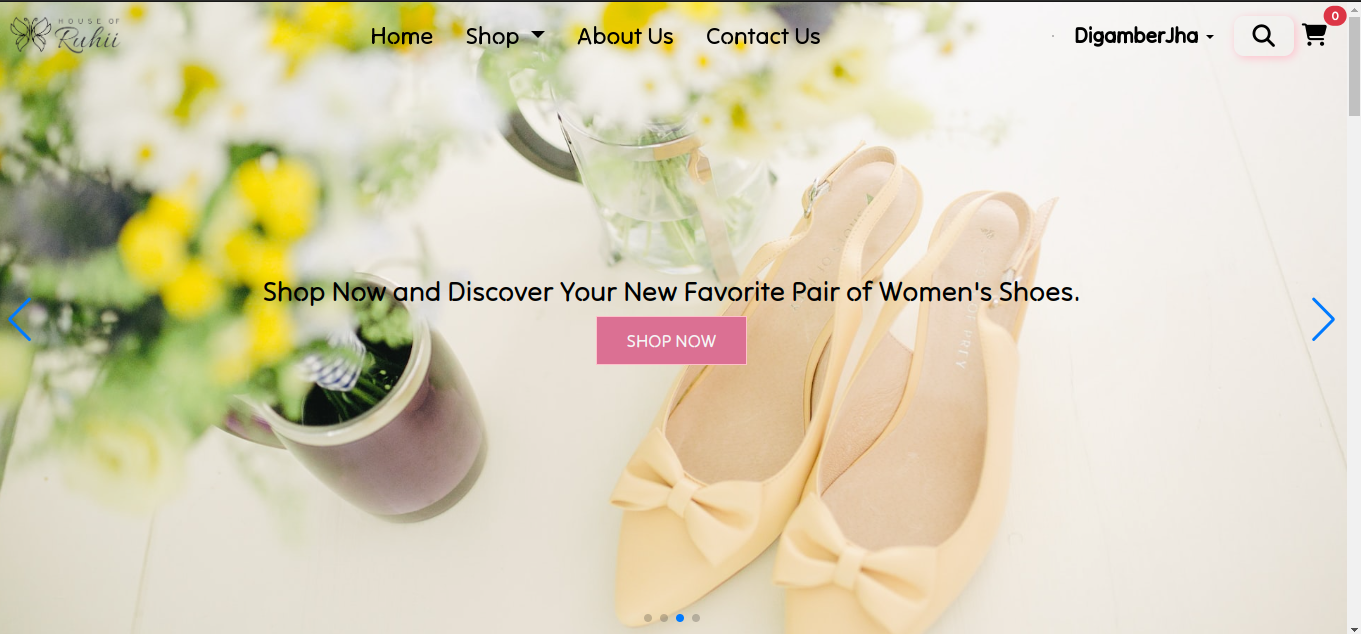 HOUSE OF
Ruhii
Home Shop About Us Contact Us
DigamberJha
0
Shop Now and Discover Your New Favorite Pair of Women's Shoes.
SHOP NOW